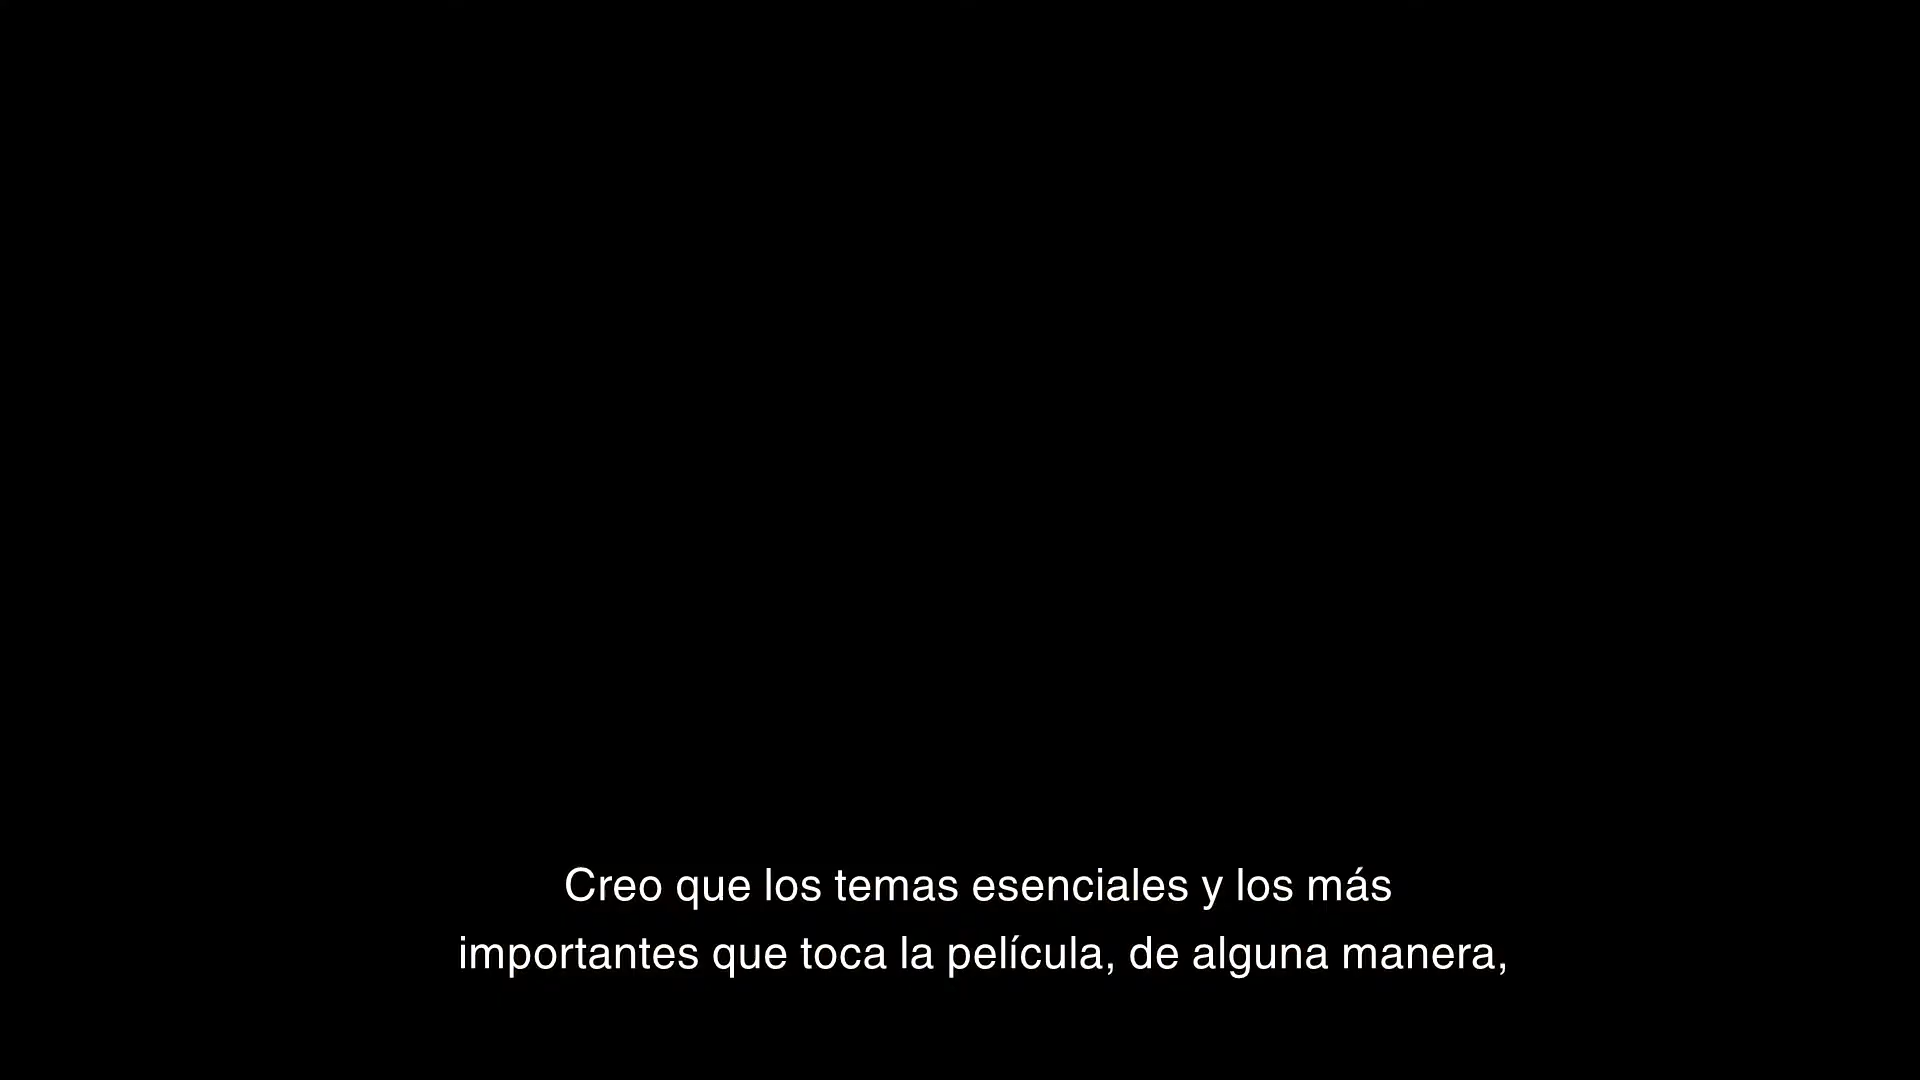 Creo que los temas esenciales y los más
importantes que toca la película, de alguna manera,